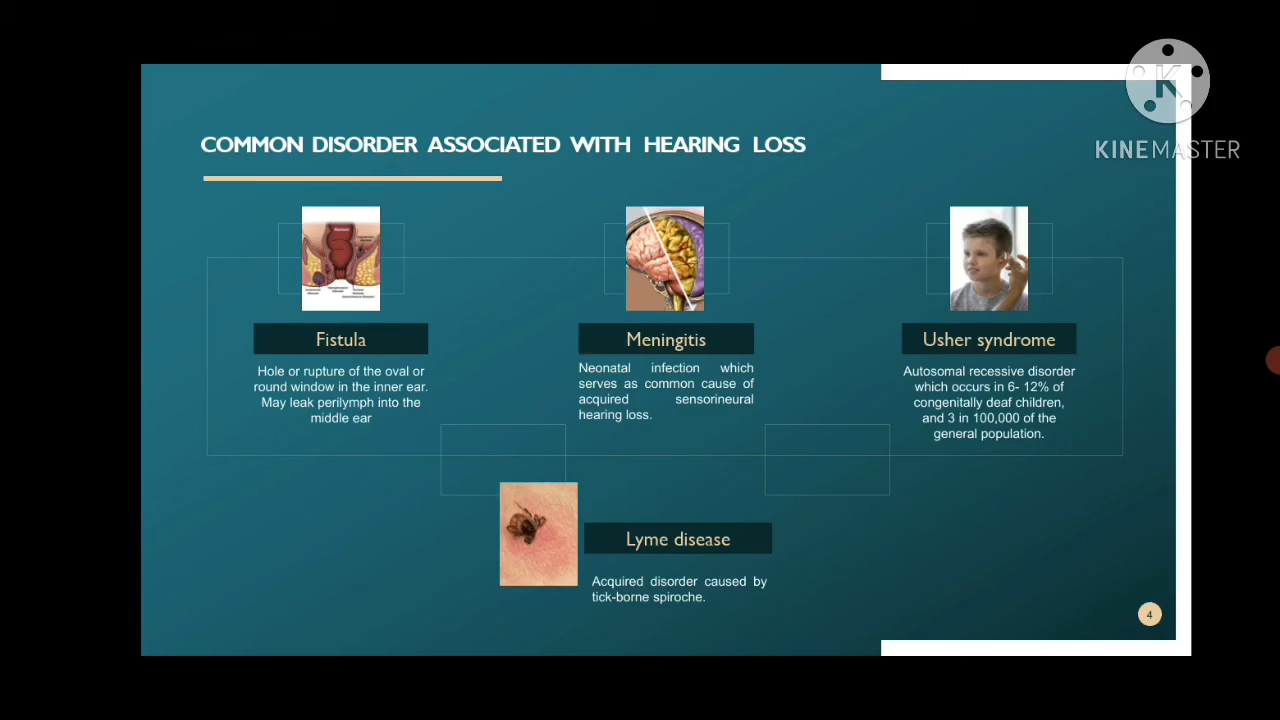 KINEMASTER
COMMON DISORDER ASSOCIATED WITH HEARING LOSS
Fistula
Hole or rupture of the oval or
round window in the inner ear.
May leak perilymph into the
middle ear
Meningitis
Neonatal infection which
serves as common cause of
acquired sensorineural
hearing loss.
Usher syndrome
Autosomal recessive disorder
which occurs in 6- 12% of
congenitally deaf children,
and 3 in 100,000 of the
general population.
Lyme disease
Acquired disorder caused by
tick-borne spiroche.
4